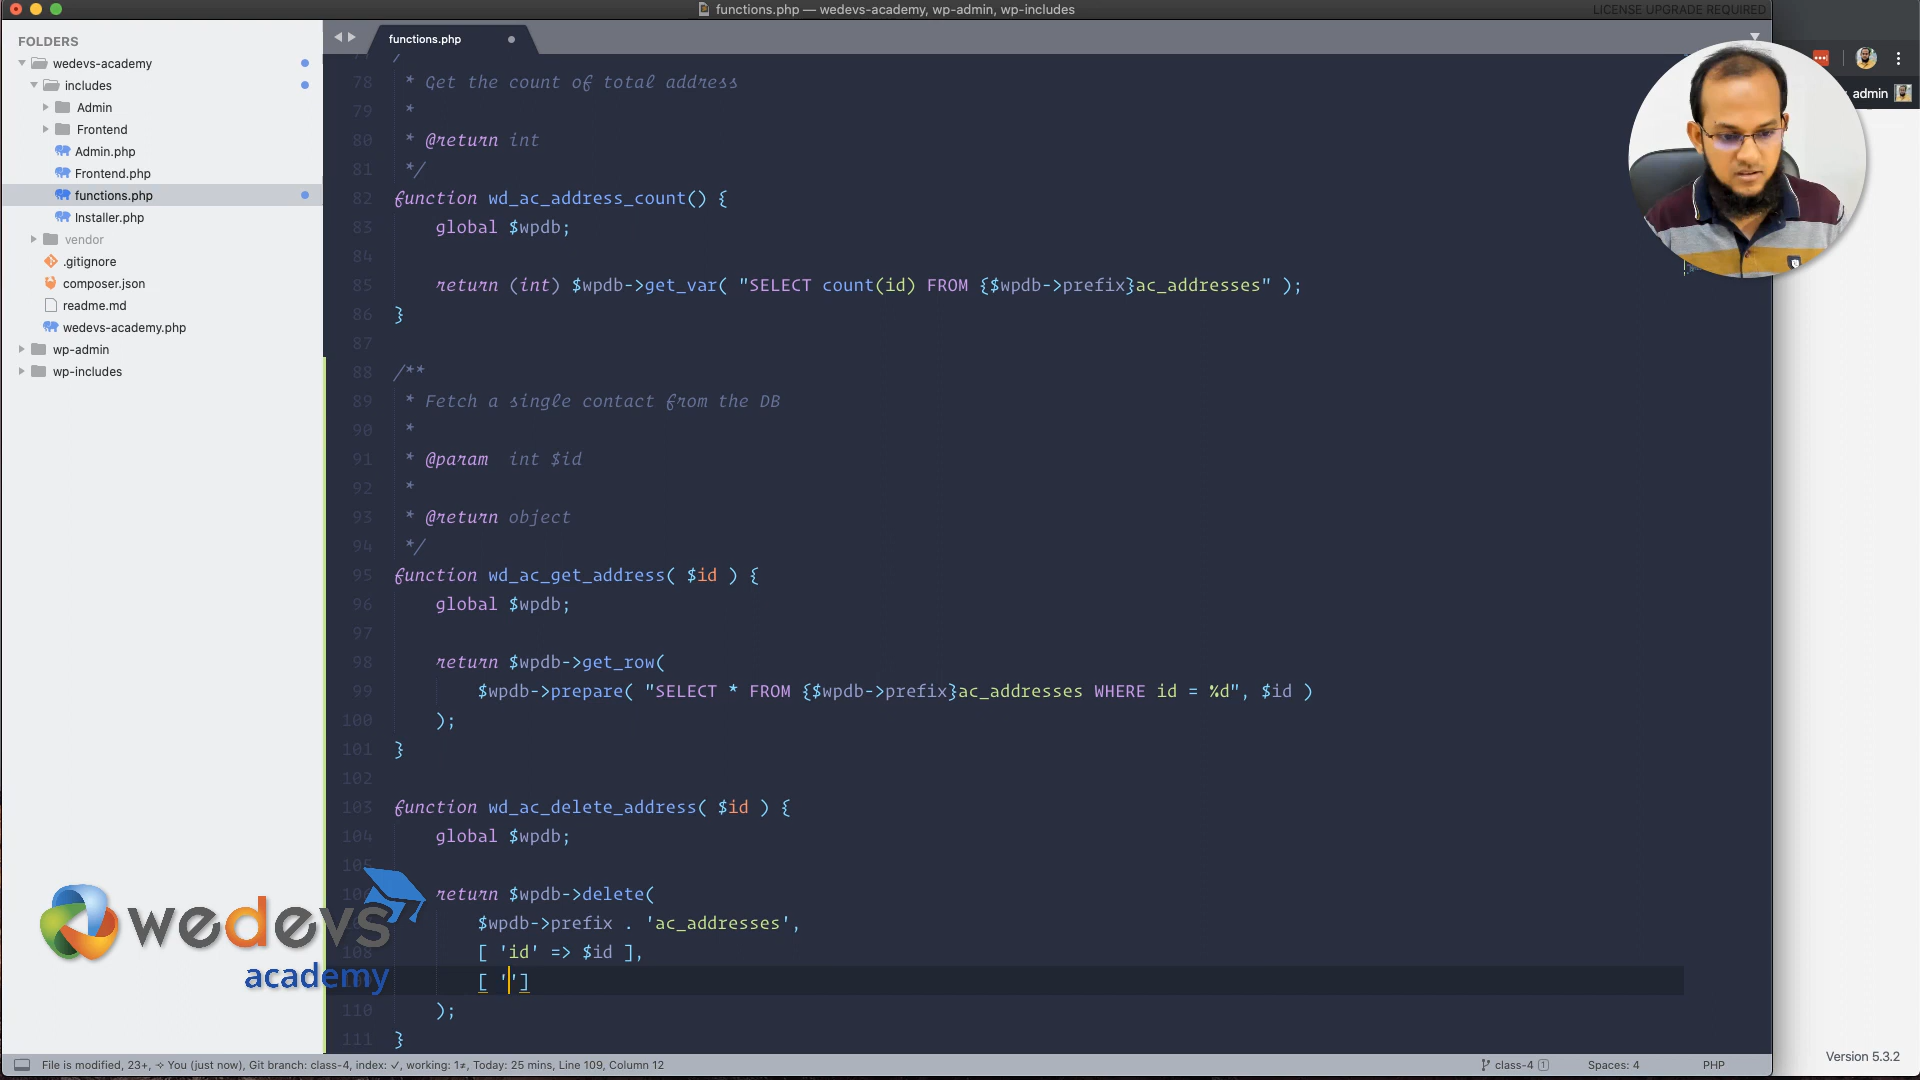 functions.php — wedevs-academy, wp-admin, wp-includes
LICENSE UPGRADE REQUIRED
FOLDERS
wedevs-academy
includes
Admin
Frontend
Admin.php
Frontend.php
functions.php
Installer.php
vendor
.gitignore
composer.json
readme.md
wedevs-academy.php
wp-admin
wp-includes
functions.php
admin
78 * Get the count of total address
79 *
80 * @return int
81 */
82 function wd_ac_address_count() {
83 global $wpdb;
84
85 return (int) $wpdb->get_var( "SELECT count(id) FROM {$wpdb->prefix}ac_addresses" );
86 }
87
88 /**
89 * Fetch a single contact from the DB
90 *
91 * @param  int $id
92 *
93 * @return object
94 */
95 function wd_ac_get_address( $id ) {
96 global $wpdb;
97
98 return $wpdb->get_row(
99 $wpdb->prepare( "SELECT * FROM {$wpdb->prefix}ac_addresses WHERE id = %d", $id )
100 );
101 }
102
103 function wd_ac_delete_address( $id ) {
104 global $wpdb;
105
return $wpdb->delete(
$wpdb->prefix . 'ac_addresses',
108 [ 'id' => $id ],
[ '']
110 );
111 }
wedevs
academy
File is modified, 23+, ✧ You (just now), Git branch: class-4, index: ✓, working: 1≠, Today: 25 mins, Line 109, Column 12
class-4 1
Spaces: 4
PHP
Version 5.3.2